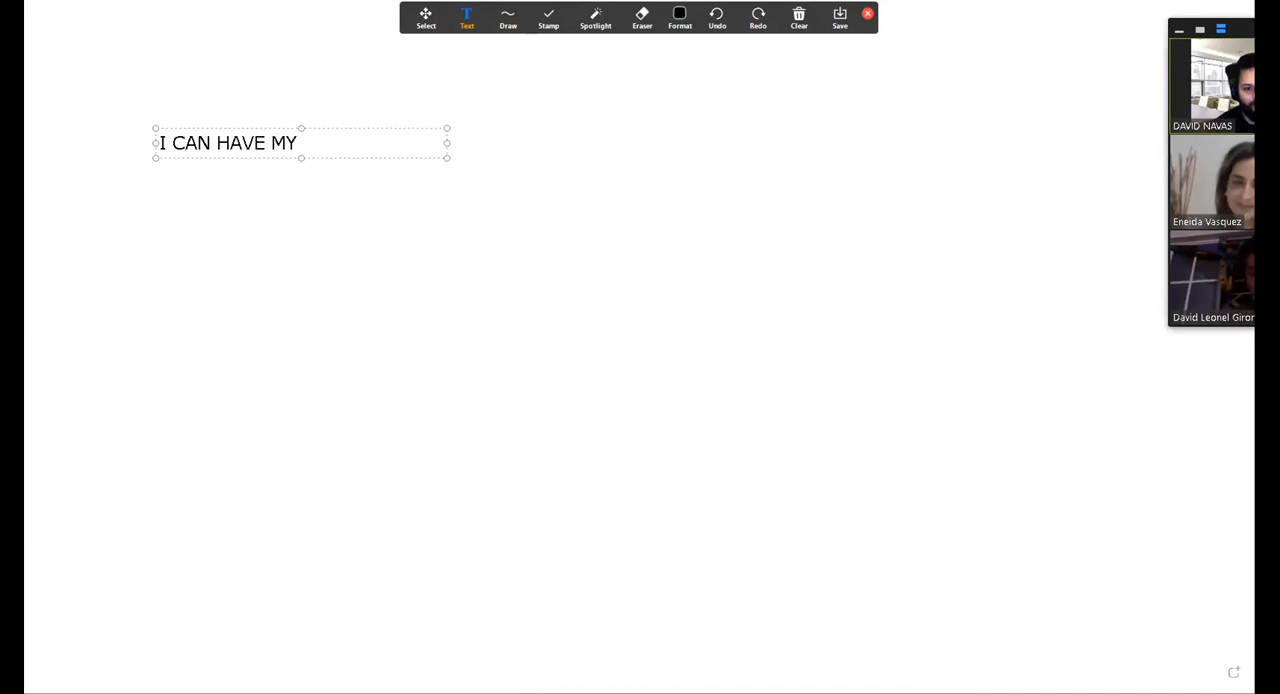 Select Text Draw Stamp Spotlight Eraser Format Undo Redo Clear Save
I CAN HAVE MY
DAVID NAVAS
Eneida Vasquez
David Leonel Giron